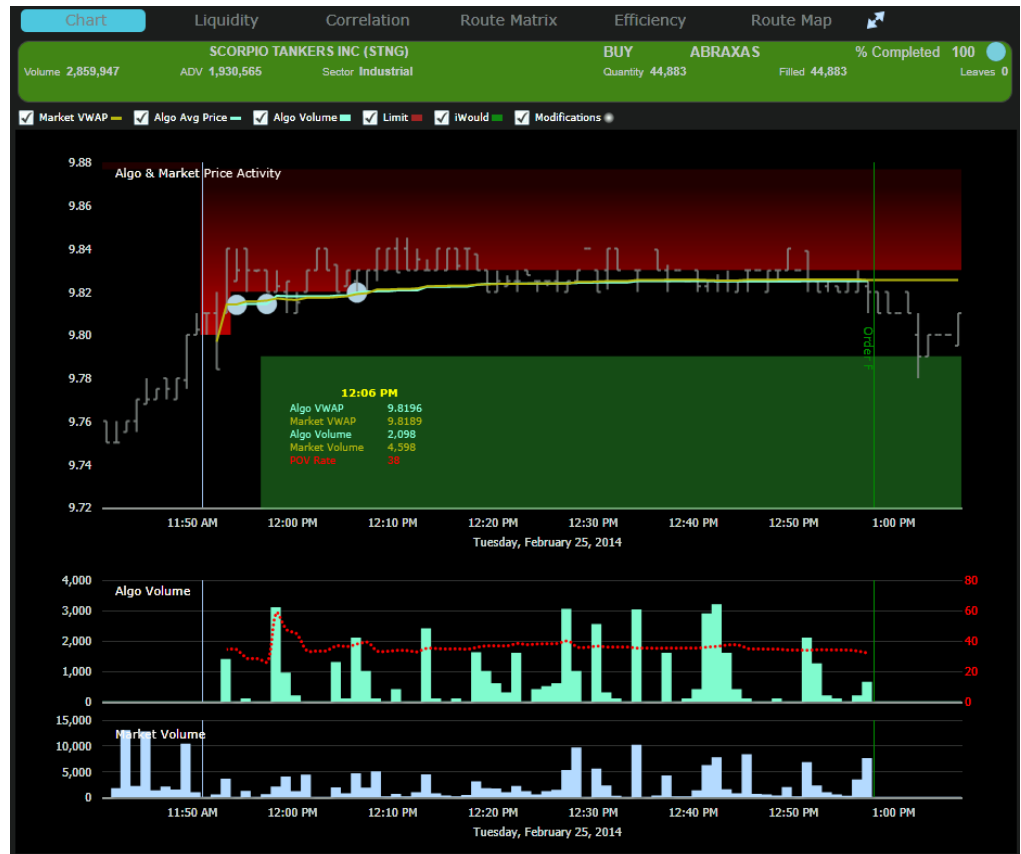 Chart Liquidity Correlation Route Matrix Efficiency Route Map
SCORPIO TANKERS INC (STNG) BUY ABRAXAS % Completed 100
Volume 2,859,947 ADV 1,930,565 Sector Industrial Quantity 44,883 Filled 44,883 Leaves 0
Market VWAP Algo Avg Price Algo Volume Limit iWould Modifications
9.88
Algo & Market Price Activity
9.86
9.84
9.82
9.80
Order F
9.78
12:06 PM
Algo VWAP 9.8196
9.76
Market VWAP 9.8189
Algo Volume 2,098
Market Volume 4,598
POV Rate 38
9.74
9.72
11:50 AM 12:00 PM 12:10 PM 12:20 PM 12:30 PM 12:40 PM 12:50 PM 1:00 PM
Tuesday, February 25, 2014
4,000 80
Algo Volume
3,000 60
2,000 40
1,000 20
0 0
15,000
Market Volume
10,000
5,000
0
11:50 AM 12:00 PM 12:10 PM 12:20 PM 12:30 PM 12:40 PM 12:50 PM 1:00 PM
Tuesday, February 25, 2014